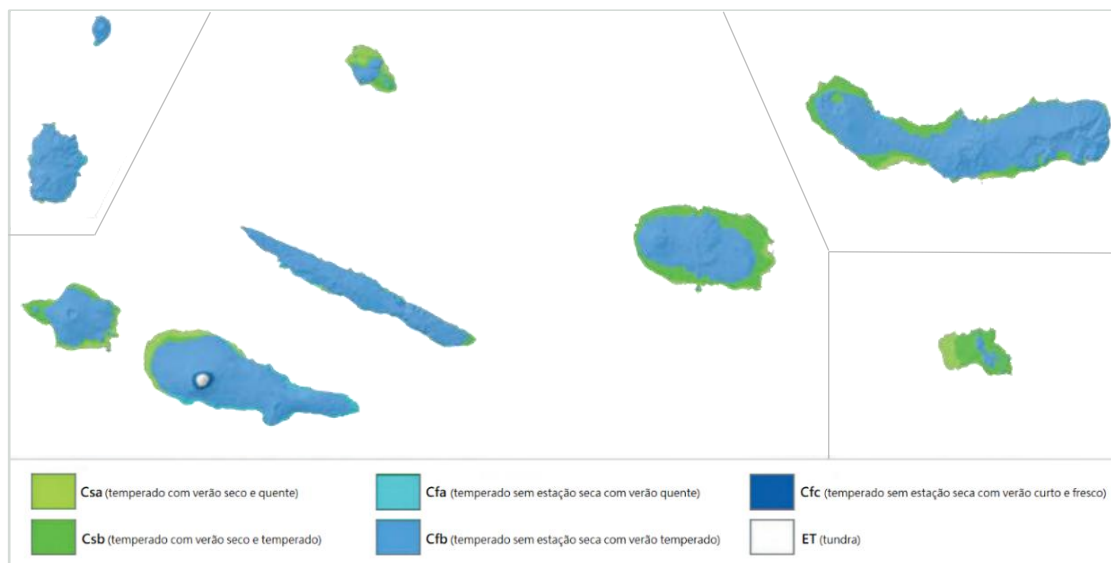 Csa (temperado com verão seco e quente)
Cfa (temperado sem estação seca com verão quente)
Cfc (temperado sem estação seca com verão curto e fresco)
Csb (temperado com verão seco e temperado)
Cfb (temperado sem estação seca com verão temperado)
ET (tundra)